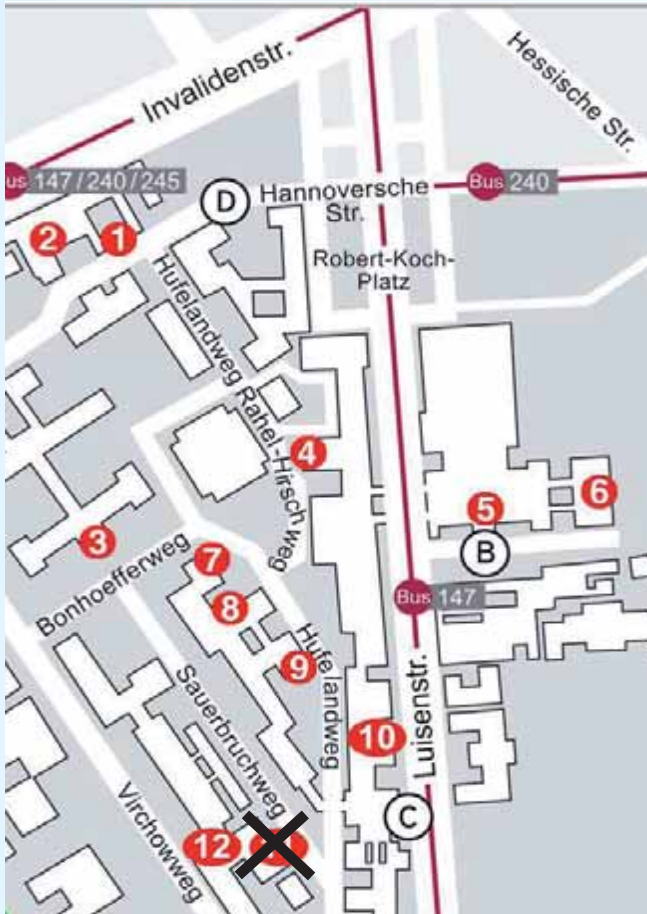 Hessische Str.
Invalidenstr.
us 147/240/245
D
Hannoversche
Str.
Bus 240
2
1
Robert-Koch-
Platz
Hufelandweg
Rahel-Hirsch weg
4
5
6
3
B
Bonhoefferweg
7
8
Bus 147
9
Hufelandweg
Sauerbruchweg
10
Luisenstr.
C
Virchowweg
12